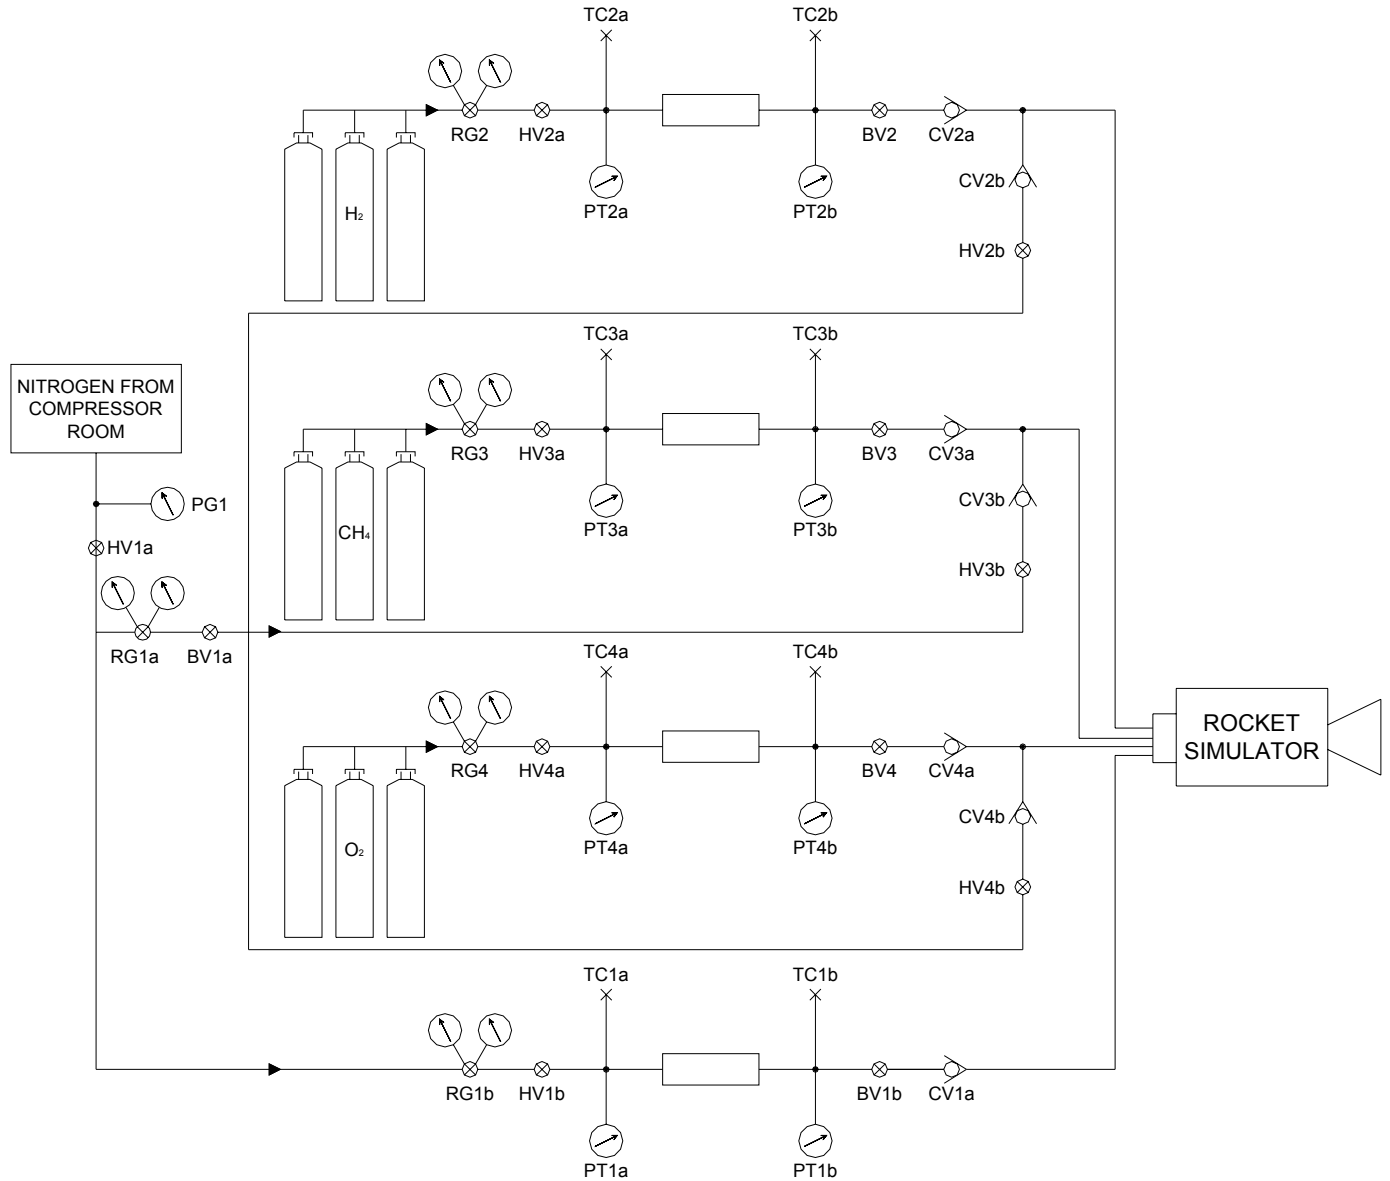 TC2a
TC2b
RG2
HV2a
BV2
CV2a
PT2a
PT2b
CV2b
H₂
HV2b
TC3a
TC3b
NITROGEN FROM
COMPRESSOR
ROOM
RG3
HV3a
BV3
CV3a
PG1
PT3a
PT3b
CV3b
CH₄
HV1a
HV3b
RG1a
BV1a
TC4a
TC4b
ROCKET
SIMULATOR
RG4
HV4a
BV4
CV4a
PT4a
PT4b
CV4b
O₂
HV4b
TC1a
TC1b
RG1b
HV1b
BV1b
CV1a
PT1a
PT1b